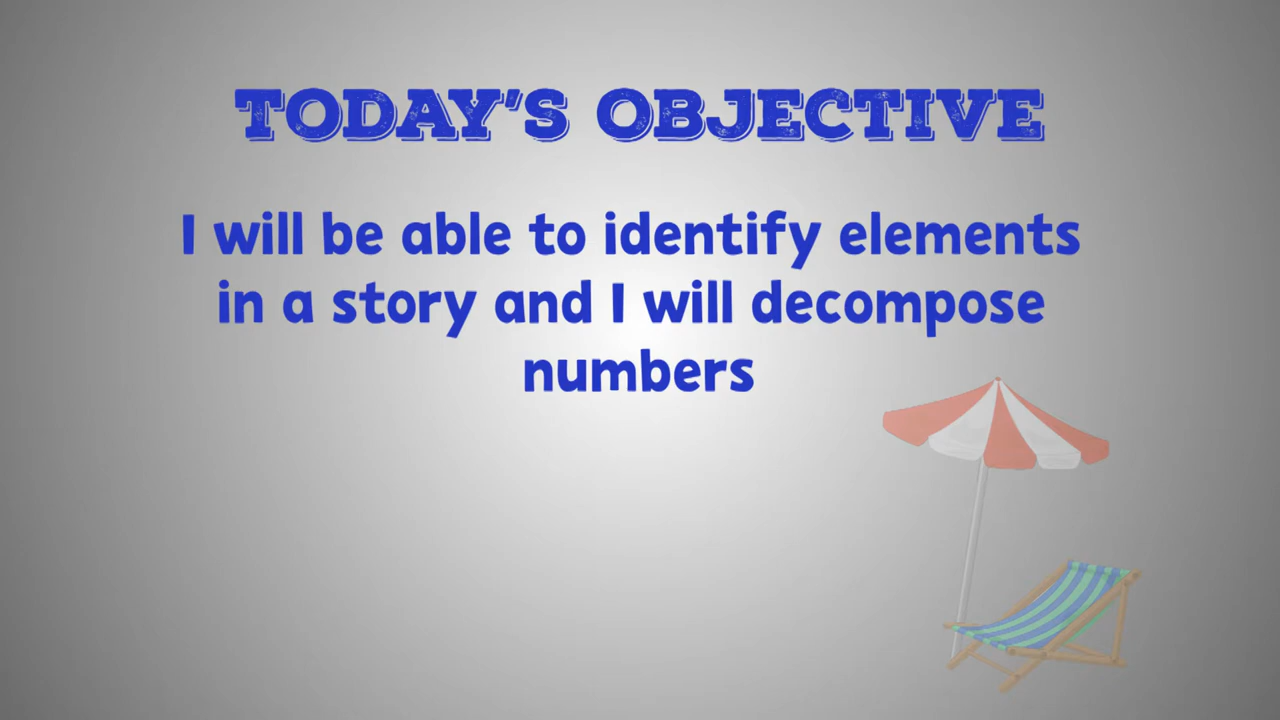 TODAY'S OBJECTIVE
I will be able to identify elements
in a story and I will decompose
numbers